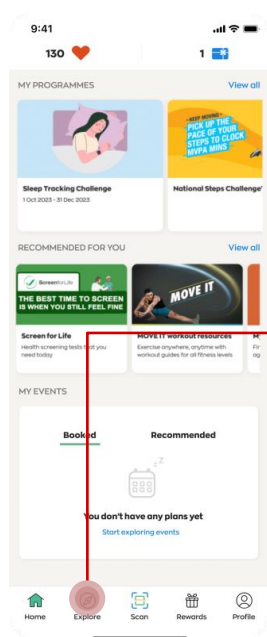 9:41
130
1
MY PROGRAMMES
View all
KEEP MOVING
PICK UP THE
PACE OF YOUR
STEPS TO CLOCK
MVPA MINS
Sleep Tracking Challenge
1 Oct 2023 - 31 Dec 2023
National Steps Challenge™
RECOMMENDED FOR YOU
View all
ScreenforLife
THE BEST TIME TO SCREEN
IS WHEN YOU STILL FEEL FINE
MOVE IT
Screen for Life
Health screening tests that you
need today
MOVE IT workout resources
Exercise anywhere, anytime with
workout guides for all fitness levels
M
Fir
ag
MY EVENTS
Booked
Recommended
z Z
You don't have any plans yet
Start exploring events
Home
Explore
Scan
Rewards
Profile